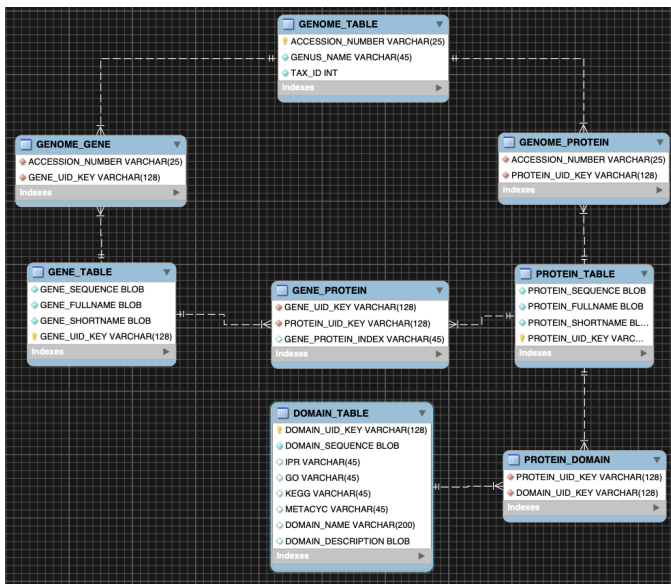 GENOME_TABLE
ACCESSION_NUMBER VARCHAR(25)
GENUS_NAME VARCHAR(45)
TAX_ID INT
Indexes
GENOME_GENE
ACCESSION_NUMBER VARCHAR(25)
GENE_UID_KEY VARCHAR(128)
Indexes
GENOME_PROTEIN
ACCESSION_NUMBER VARCHAR(25)
PROTEIN_UID_KEY VARCHAR(128)
Indexes
GENE_TABLE
GENE_SEQUENCE BLOB
GENE_FULLNAME BLOB
GENE_SHORTNAME BLOB
GENE_UID_KEY VARCHAR(128)
Indexes
GENE_PROTEIN
GENE_UID_KEY VARCHAR(128)
PROTEIN_UID_KEY VARCHAR(128)
GENE_PROTEIN_INDEX VARCHAR(45)
Indexes
PROTEIN_TABLE
PROTEIN_SEQUENCE BLOB
PROTEIN_FULLNAME BLOB
PROTEIN_SHORTNAME BL...
PROTEIN_UID_KEY VARC...
Indexes
DOMAIN_TABLE
DOMAIN_UID_KEY VARCHAR(128)
DOMAIN_SEQUENCE BLOB
IPR VARCHAR(45)
GO VARCHAR(45)
KEGG VARCHAR(45)
METACYC VARCHAR(45)
DOMAIN_NAME VARCHAR(200)
DOMAIN_DESCRIPTION BLOB
Indexes
PROTEIN_DOMAIN
PROTEIN_UID_KEY VARCHAR(128)
DOMAIN_UID_KEY VARCHAR(128)
Indexes